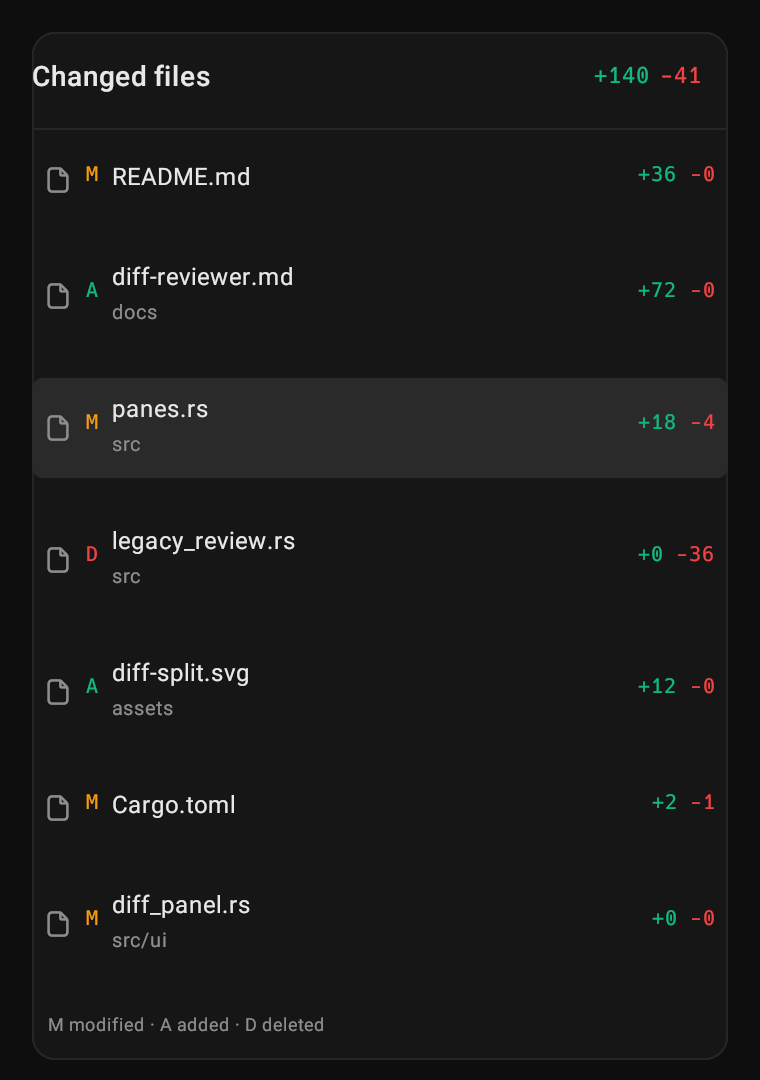 Changed files +140 -41
M README.md +36 -0
A diff-reviewer.md +72 -0
docs
M panes.rs +18 -4
src
D legacy_review.rs +0 -36
src
A diff-split.svg +12 -0
assets
M Cargo.toml +2 -1
M diff_panel.rs +0 -0
src/ui
M modified · A added · D deleted